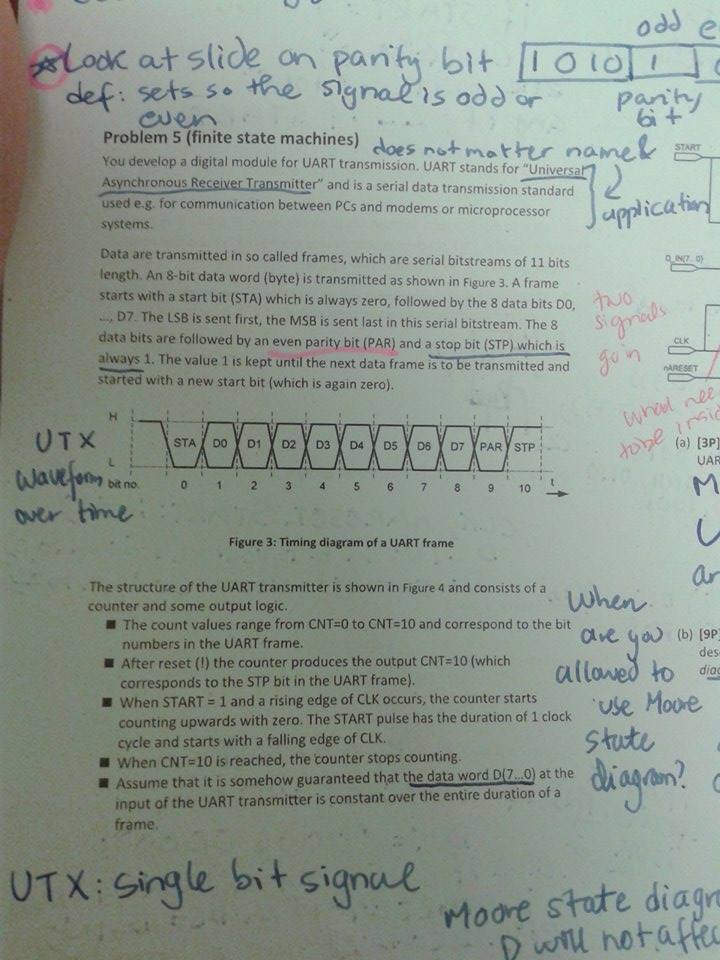 odd e
☆Look at slide on parity bit 1 0 1 0 1
def: sets so the signal is odd or
even
parity
bit
Problem 5 (finite state machines)
does not matter name &
application
You develop a digital module for UART transmission. UART stands for "Universal
Asynchronous Receiver Transmitter" and is a serial data transmission standard
used e.g. for communication between PCs and modems or microprocessor
systems.
START
D_IN(7..0)
Data are transmitted in so called frames, which are serial bitstreams of 11 bits
length. An 8-bit data word (byte) is transmitted as shown in Figure 3. A frame
starts with a start bit (STA) which is always zero, followed by the 8 data bits D0,
..., D7. The LSB is sent first, the MSB is sent last in this serial bitstream. The 8
data bits are followed by an even parity bit (PAR) and a stop bit (STP) which is
always 1. The value 1 is kept until the next data frame is to be transmitted and
started with a new start bit (which is again zero).
two
signals
go in
CLK
nARESET
what nee
to be insid
(a) [3P]
UAR
M
U
ar
UTX
waveform
over time
H
STA D0 D1 D2 D3 D4 D5 D6 D7 PAR STP
L
bit no. 0 1 2 3 4 5 6 7 8 9 10 t
Figure 3: Timing diagram of a UART frame
The structure of the UART transmitter is shown in Figure 4 and consists of a
counter and some output logic.
■ The count values range from CNT=0 to CNT=10 and correspond to the bit
numbers in the UART frame.
■ After reset (!) the counter produces the output CNT=10 (which
corresponds to the STP bit in the UART frame).
■ When START = 1 and a rising edge of CLK occurs, the counter starts
counting upwards with zero. The START pulse has the duration of 1 clock
cycle and starts with a falling edge of CLK.
■ When CNT=10 is reached, the counter stops counting.
■ Assume that it is somehow guaranteed that the data word D(7...0) at the
input of the UART transmitter is constant over the entire duration of a
frame.
When
are you
allowed to
use Moore
state
diagram?
(b) [9P]
des
diag
UTX: single bit signal
Moore state diagra
D will not affec